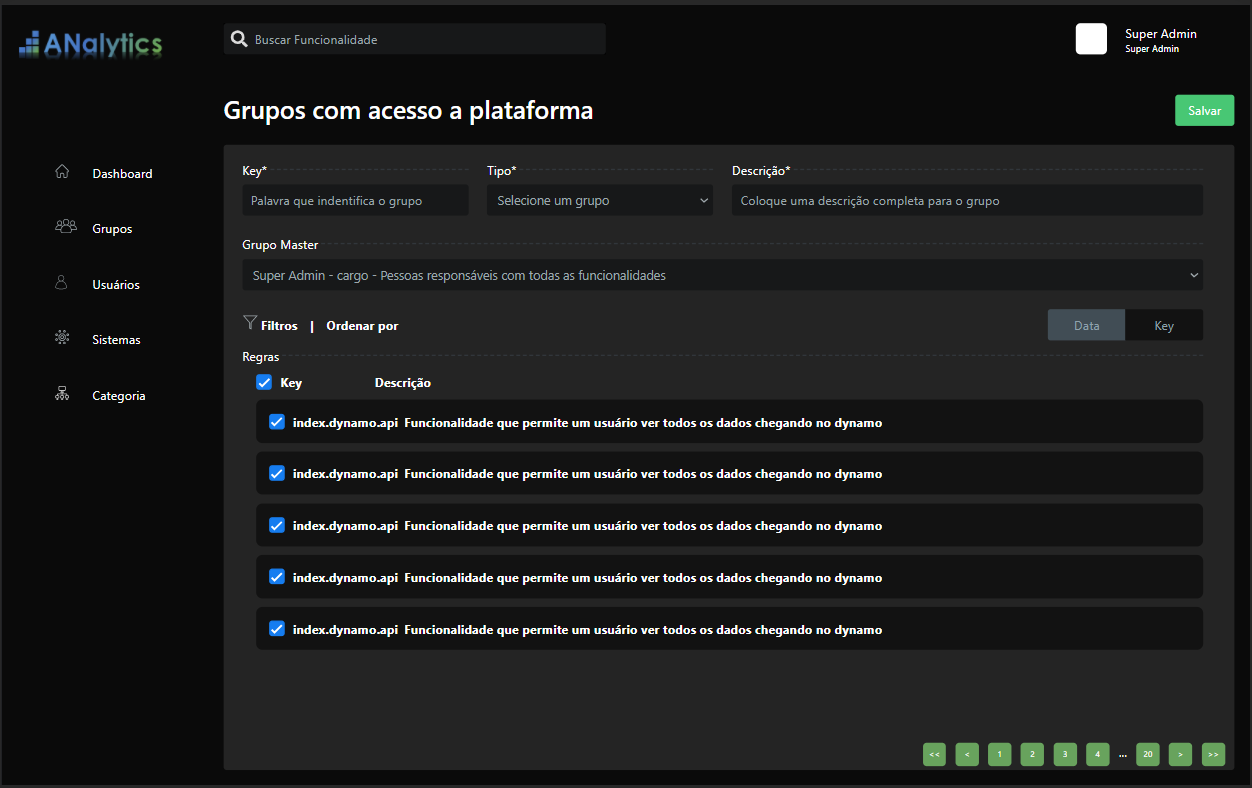 ANalytics
Buscar Funcionalidade
Super Admin
Super Admin
Grupos com acesso a plataforma
Salvar
Dashboard
Grupos
Usuários
Sistemas
Categoria
Key* Tipo* Descrição*
Palavra que indentifica o grupo Selecione um grupo Coloque uma descrição completa para o grupo
Grupo Master
Super Admin - cargo - Pessoas responsáveis com todas as funcionalidades
Filtros | Ordenar por Data Key
Regras
Key Descrição
index.dynamo.api Funcionalidade que permite um usuário ver todos os dados chegando no dynamo
index.dynamo.api Funcionalidade que permite um usuário ver todos os dados chegando no dynamo
index.dynamo.api Funcionalidade que permite um usuário ver todos os dados chegando no dynamo
index.dynamo.api Funcionalidade que permite um usuário ver todos os dados chegando no dynamo
index.dynamo.api Funcionalidade que permite um usuário ver todos os dados chegando no dynamo
<< < 1 2 3 4 ... 20 > >>